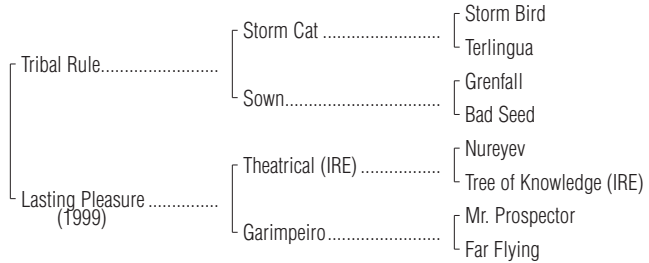 Storm Bird
Storm Cat ..................
Terlingua
Tribal Rule.......................
Grenfall
Sown........................
Bad Seed
Nureyev
Theatrical (IRE) ................
Tree of Knowledge (IRE)
Lasting Pleasure ..............
(1999)
Mr. Prospector
Garimpeiro......................
Far Flying